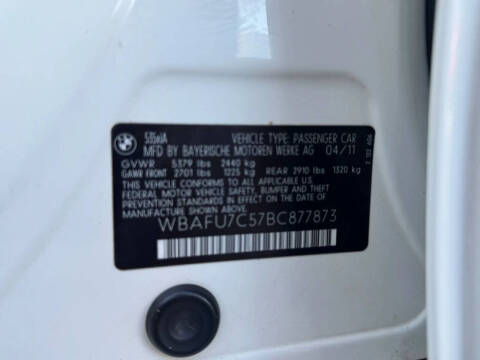 BMW
535xiA VEHICLE TYPE: PASSENGER CAR
MFD BY BAYERISCHE MOTOREN WERKE AG 04/11
GVWR 5379 lbs 2440 kg
GAWR FRONT 2701 lbs 1225 kg REAR 2910 lbs 1320 kg
THIS VEHICLE CONFORMS TO ALL APPLICABLE
FEDERAL MOTOR VEHICLE SAFETY, BUMPER AND THEFT
PREVENTION STANDARDS IN EFFECT ON THE DATE OF
MANUFACTURE SHOWN ABOVE.
WBAFU7C57BC877873